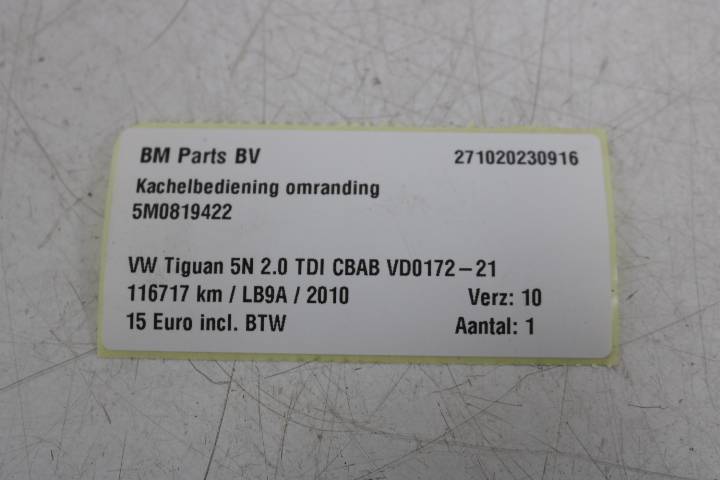 BM Parts BV 271020230916
Kachelbediening omranding
5M0819422
VW Tiguan 5N 2.0 TDI CBAB VD0172-21
116717 km / LB9A / 2010 Verz: 10
15 Euro incl. BTW Aantal: 1